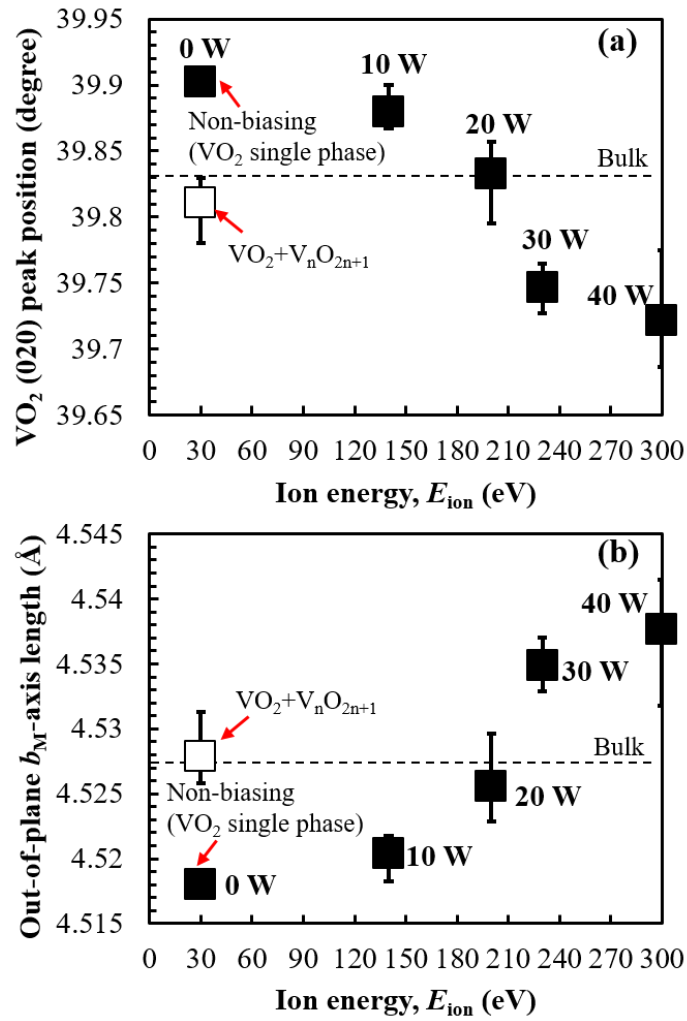 39.95
(a)
0 W
10 W
39.9
Non-biasing
(VO₂ single phase)
20 W
39.85
Bulk
39.8
VO₂+VₙO₂ₙ₊₁
30 W
39.75
40 W
39.7
39.65
VO₂ (020) peak position (degree)
0 30 60 90 120 150 180 210 240 270 300
Ion energy, E_ion (eV)
4.545
(b)
4.54
40 W
4.535
30 W
VO₂+VₙO₂ₙ₊₁
4.53
Bulk
Non-biasing
(VO₂ single phase)
4.525
20 W
4.52
10 W
0 W
4.515
Out-of-plane b_M-axis length (Å)
0 30 60 90 120 150 180 210 240 270 300
Ion energy, E_ion (eV)